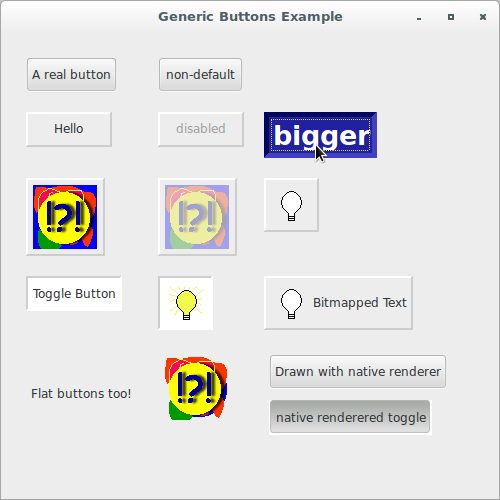 Generic Buttons Example
A real button
non-default
Hello
disabled
bigger
!?!
!?!
Toggle Button
Bitmapped Text
Flat buttons too!
!?!
Drawn with native renderer
native renderered toggle